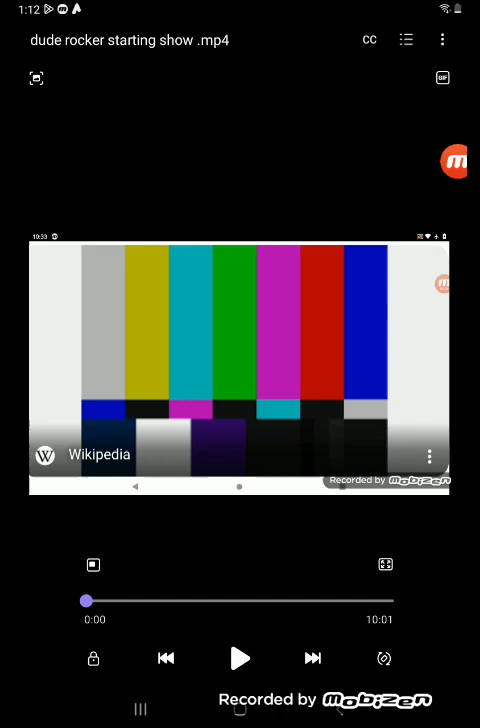 1:12
dude rocker starting show .mp4
CC
GIF
10:33
W Wikipedia
Recorded by Mobizen
0:00
10:01
Recorded by Mobizen